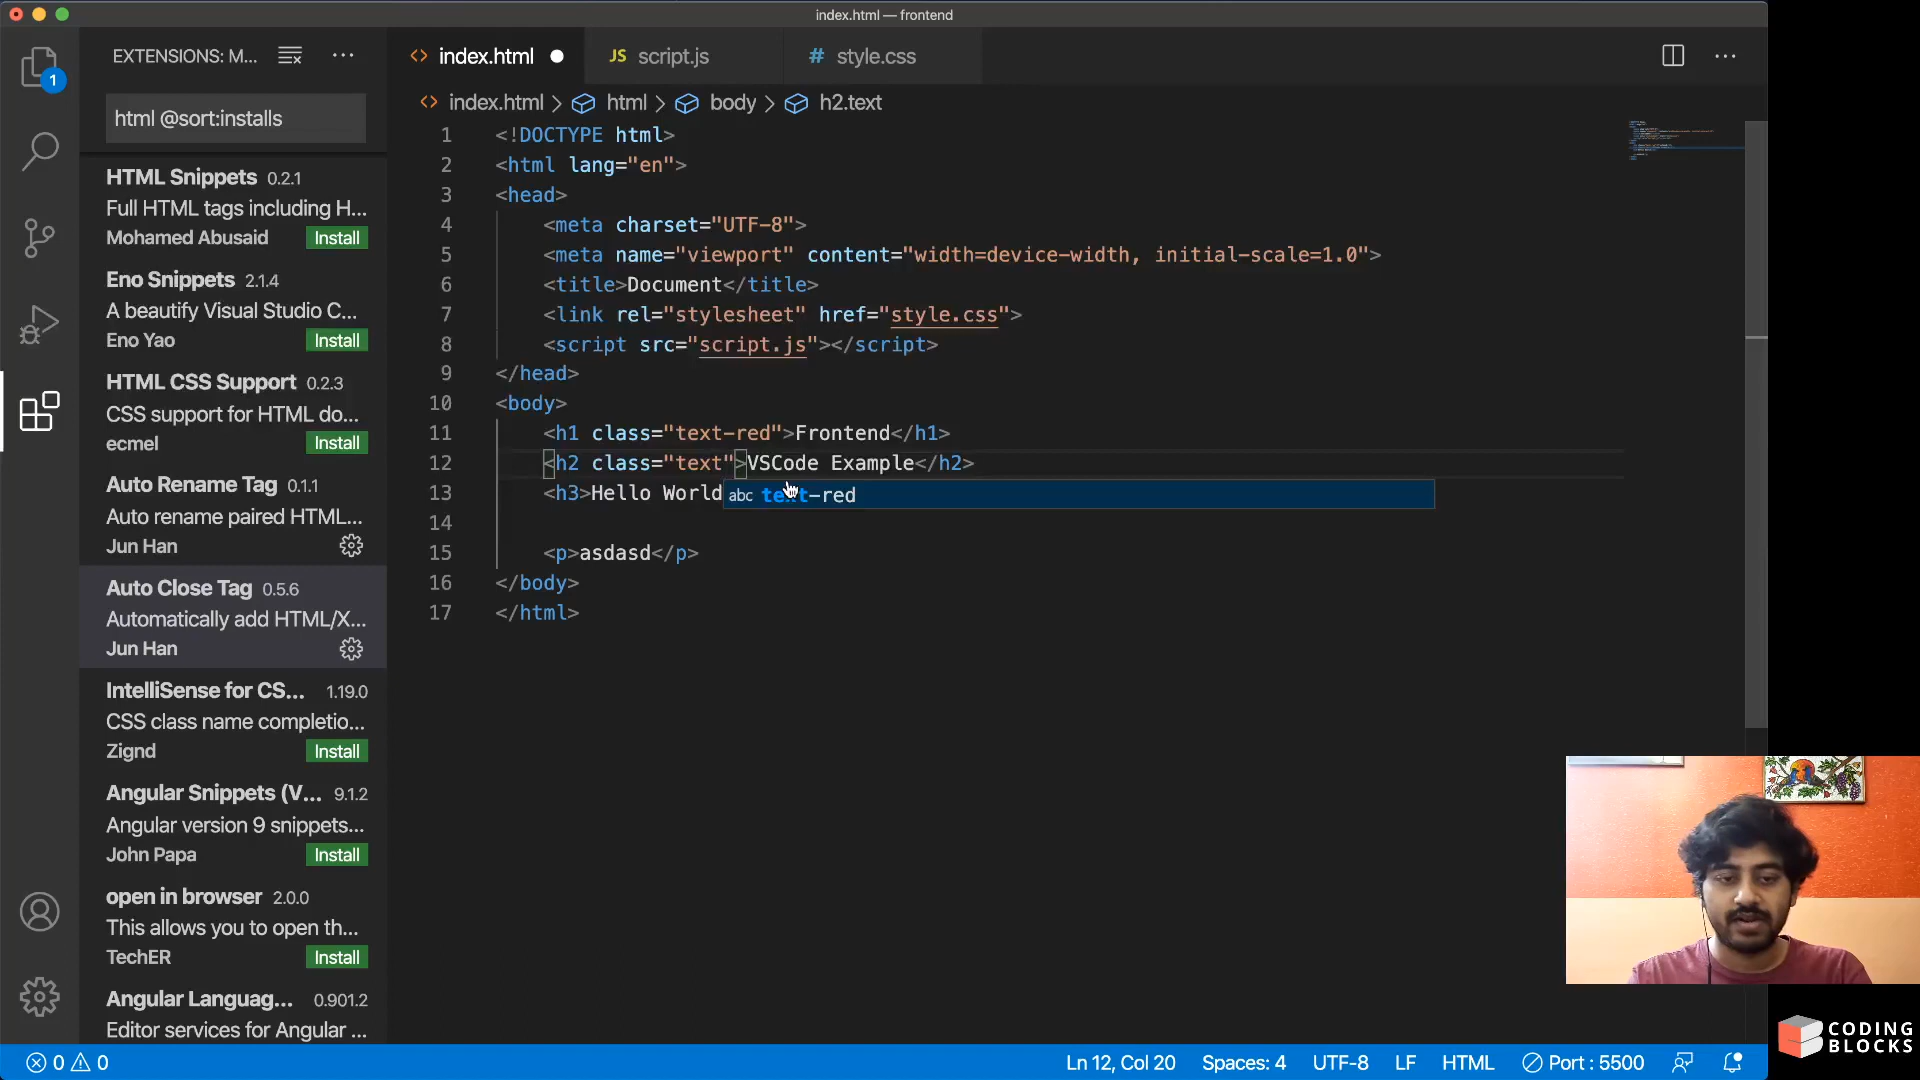 index.html — frontend
EXTENSIONS: M...
html @sort:installs
HTML Snippets 0.2.1
Full HTML tags including H...
Mohamed Abusaid Install
Eno Snippets 2.1.4
A beautify Visual Studio C...
Eno Yao Install
HTML CSS Support 0.2.3
CSS support for HTML do...
ecmel Install
Auto Rename Tag 0.1.1
Auto rename paired HTML...
Jun Han
Auto Close Tag 0.5.6
Automatically add HTML/X...
Jun Han
IntelliSense for CS... 1.19.0
CSS class name completio...
Zignd Install
Angular Snippets (V... 9.1.2
Angular version 9 snippets...
John Papa Install
open in browser 2.0.0
This allows you to open th...
TechER Install
Angular Languag... 0.901.2
Editor services for Angular ...
1
<> index.html ● JS script.js # style.css
<> index.html > html > body > h2.text
1 <!DOCTYPE html>
2 <html lang="en">
3 <head>
4 <meta charset="UTF-8">
5 <meta name="viewport" content="width=device-width, initial-scale=1.0">
6 <title>Document</title>
7 <link rel="stylesheet" href="style.css">
8 <script src="script.js"></script>
9 </head>
10 <body>
11 <h1 class="text-red">Frontend</h1>
12 <h2 class="text">VSCode Example</h2>
13 <h3>Hello World
abc text-red
14
15 <p>asdasd</p>
16 </body>
17 </html>
0 0
Ln 12, Col 20 Spaces: 4 UTF-8 LF HTML Port : 5500
CODING
BLOCKS